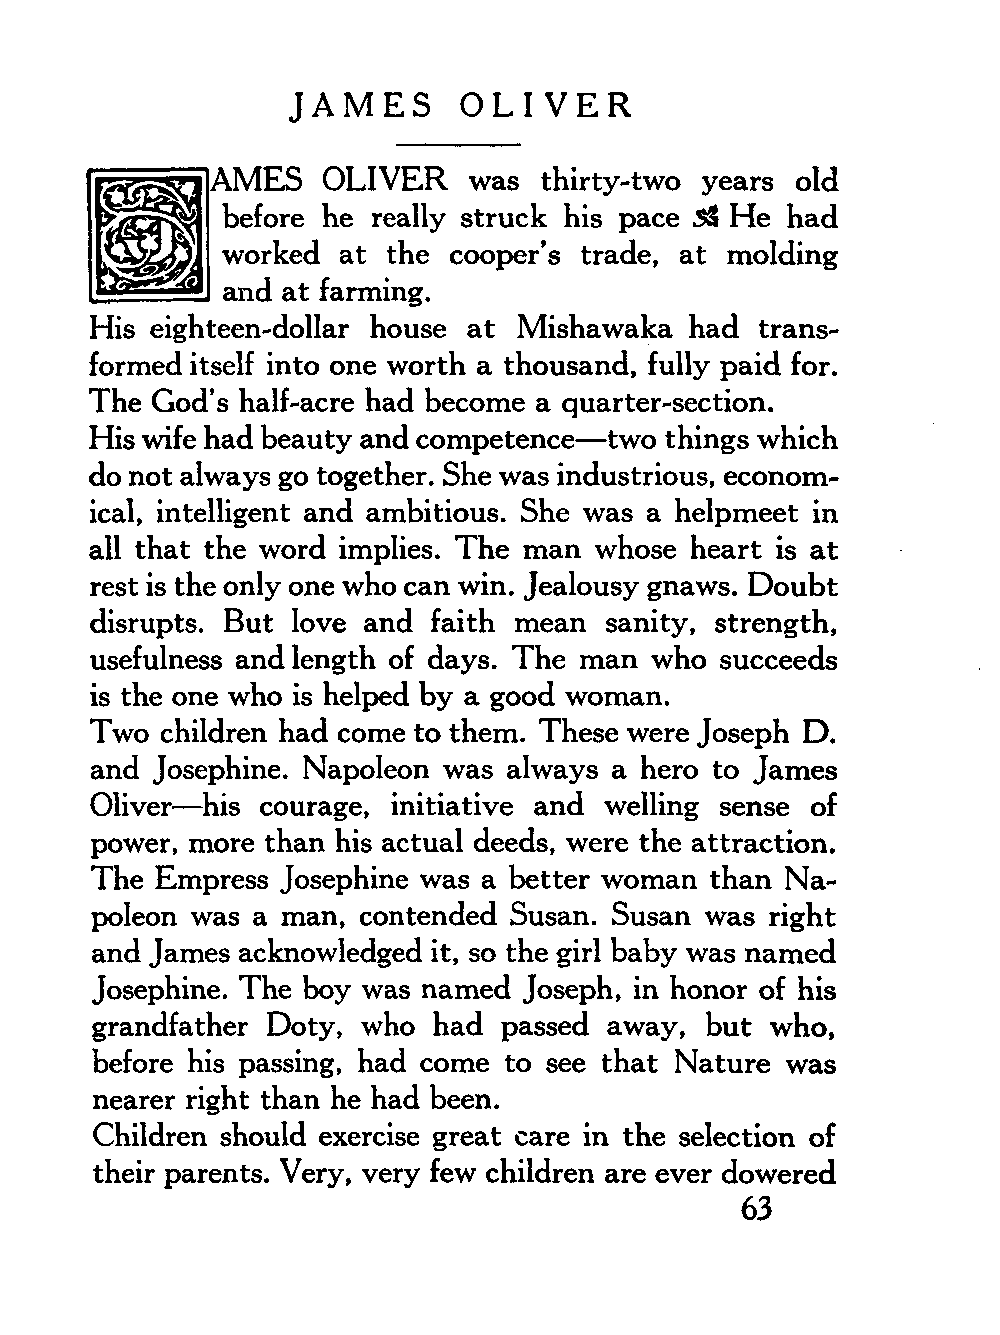 JAMES OLIVER
JAMES OLIVER was thirty-two years old
before he really struck his pace He had
worked at the cooper's trade, at molding
and at farming.
His eighteen-dollar house at Mishawaka had trans-
formed itself into one worth a thousand, fully paid for.
The God's half-acre had become a quarter-section.
His wife had beauty and competence—two things which
do not always go together. She was industrious, econom-
ical, intelligent and ambitious. She was a helpmeet in
all that the word implies. The man whose heart is at
rest is the only one who can win. Jealousy gnaws. Doubt
disrupts. But love and faith mean sanity, strength,
usefulness and length of days. The man who succeeds
is the one who is helped by a good woman.
Two children had come to them. These were Joseph D.
and Josephine. Napoleon was always a hero to James
Oliver—his courage, initiative and welling sense of
power, more than his actual deeds, were the attraction.
The Empress Josephine was a better woman than Na-
poleon was a man, contended Susan. Susan was right
and James acknowledged it, so the girl baby was named
Josephine. The boy was named Joseph, in honor of his
grandfather Doty, who had passed away, but who,
before his passing, had come to see that Nature was
nearer right than he had been.
Children should exercise great care in the selection of
their parents. Very, very few children are ever dowered
63